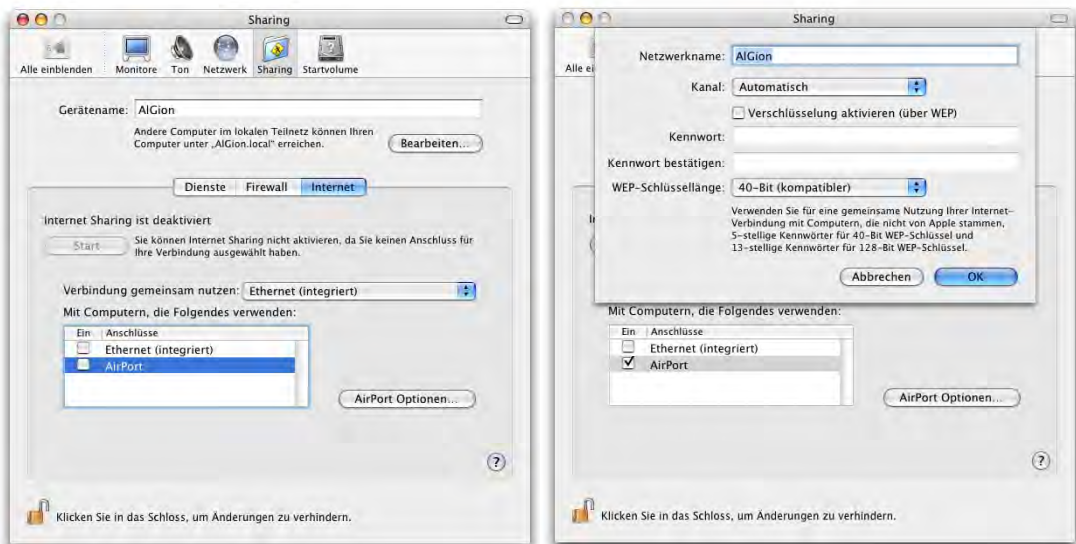 Sharing
Alle einblenden
Monitore
Ton
Netzwerk
Sharing
Startvolume
Gerätename: AlGion
Andere Computer im lokalen Teilnetz können Ihren
Computer unter „AlGion.local“ erreichen.
Bearbeiten...
Dienste
Firewall
Internet
Internet Sharing ist deaktiviert
Start
Sie können Internet Sharing nicht aktivieren, da Sie keinen Anschluss für
Ihre Verbindung ausgewählt haben.
Verbindung gemeinsam nutzen: Ethernet (integriert)
Mit Computern, die Folgendes verwenden:
Ein Anschlüsse
Ethernet (integriert)
AirPort
AirPort Optionen...
?
Klicken Sie in das Schloss, um Änderungen zu verhindern.
Sharing
Alle ei
Netzwerkname: AlGion
Kanal: Automatisch
Verschlüsselung aktivieren (über WEP)
Kennwort:
Kennwort bestätigen:
WEP-Schlüssellänge: 40-Bit (kompatibler)
Verwenden Sie für eine gemeinsame Nutzung Ihrer Internet-
Verbindung mit Computern, die nicht von Apple stammen,
5-stellige Kennwörter für 40-Bit WEP-Schlüssel und
13-stellige Kennwörter für 128-Bit WEP-Schlüssel.
Abbrechen
OK
Mit Computern, die Folgendes verwenden:
Ein Anschlüsse
Ethernet (integriert)
AirPort
AirPort Optionen...
?
Klicken Sie in das Schloss, um Änderungen zu verhindern.